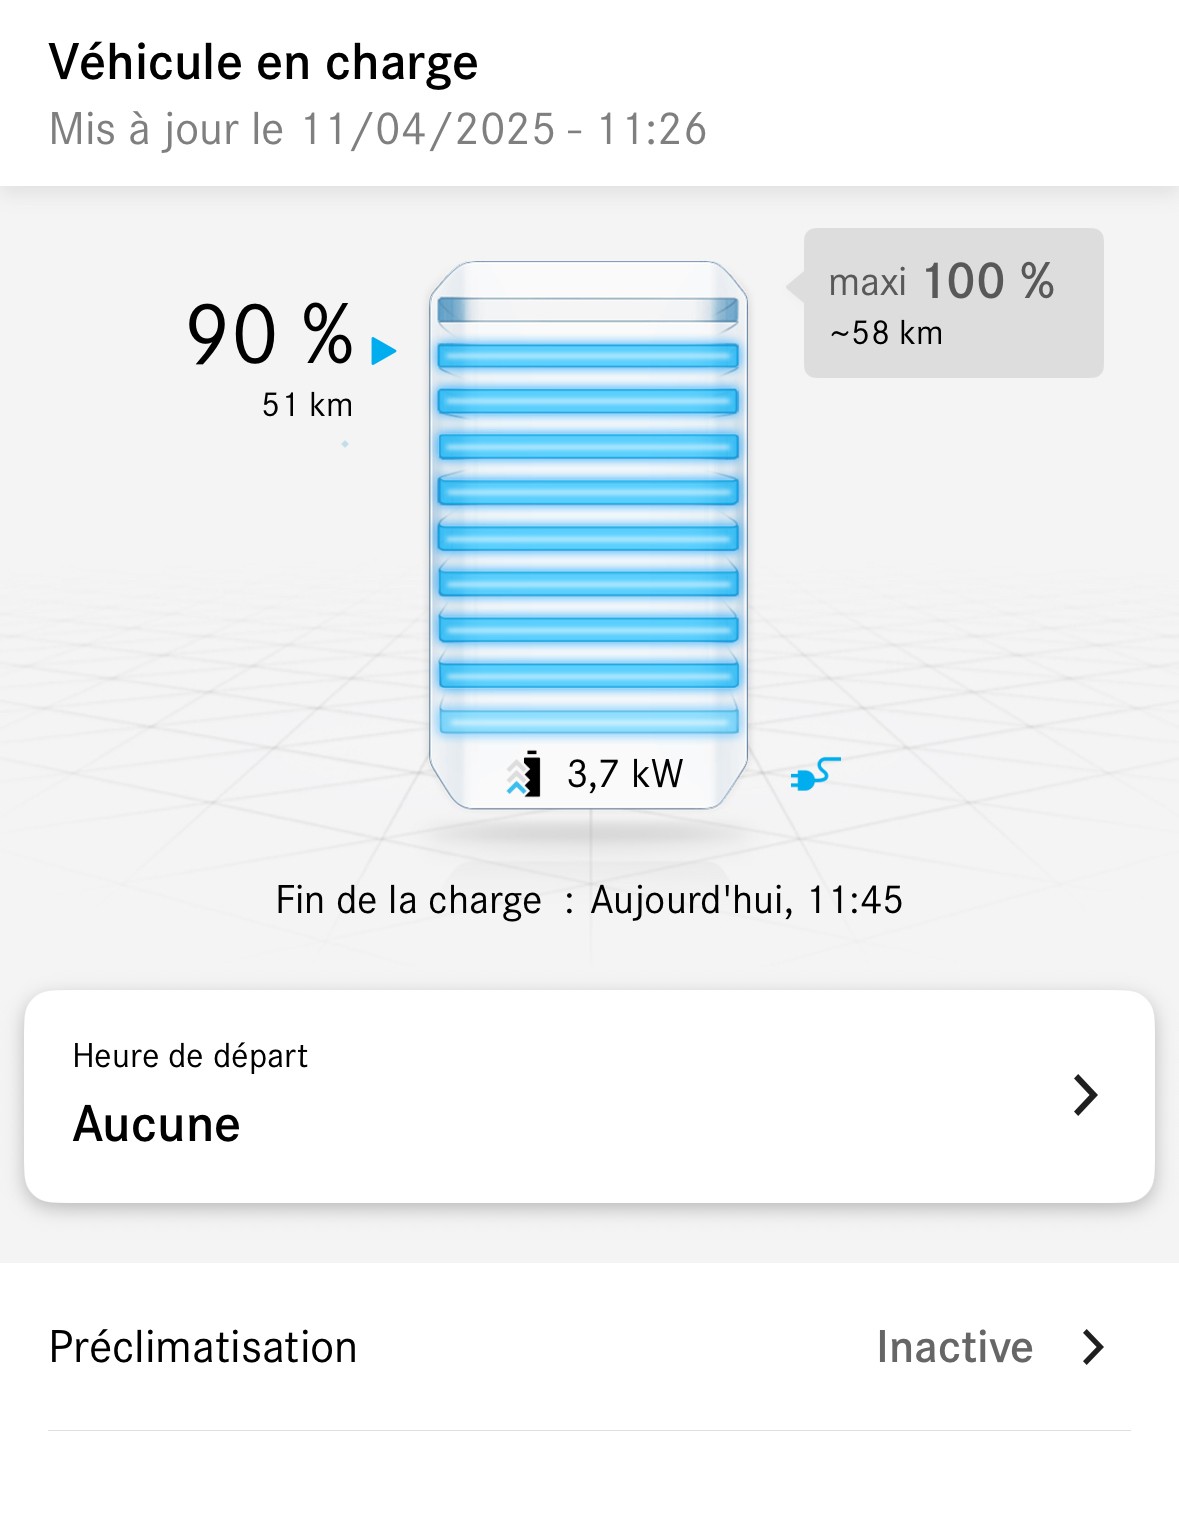 Véhicule en charge
Mis à jour le 11/04/2025 - 11:26
maxi 100 %
~58 km
90 %
51 km
3,7 kW
Fin de la charge : Aujourd'hui, 11:45
Heure de départ
Aucune
Préclimatisation Inactive